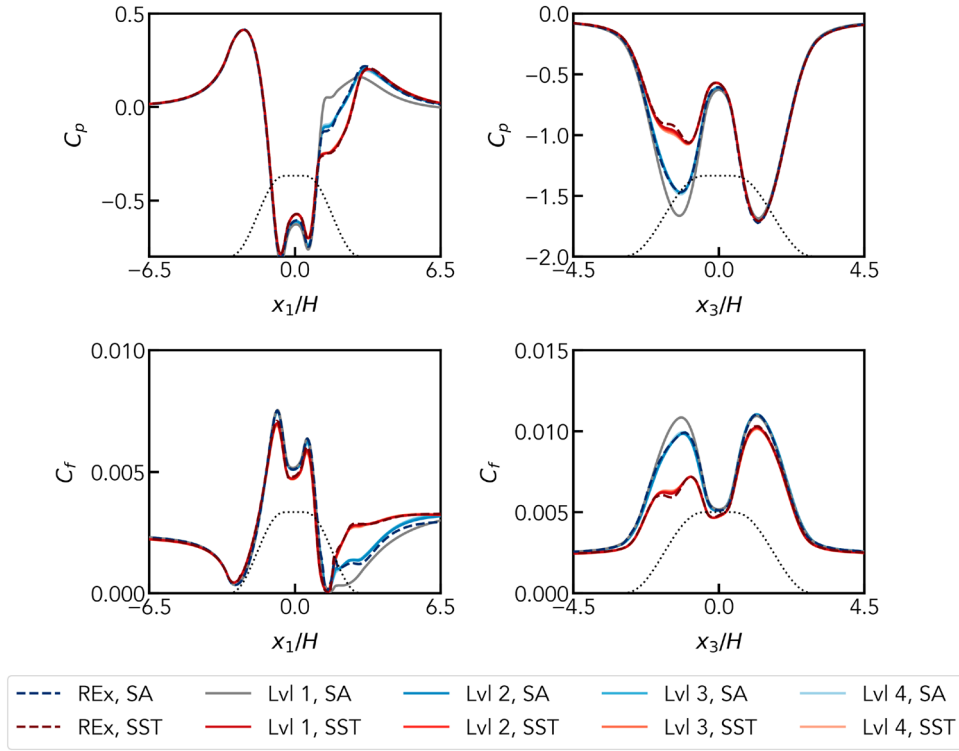 0.5
0.0
−0.5
−6.5
0.0
6.5
C_p
x_1/H
0.0
−0.5
−1.0
−1.5
−2.0
−4.5
0.0
4.5
C_p
x_3/H
0.010
0.005
0.000
−6.5
0.0
6.5
C_f
x_1/H
0.015
0.010
0.005
0.000
−4.5
0.0
4.5
C_f
x_3/H
REx, SA
Lvl 1, SA
Lvl 2, SA
Lvl 3, SA
Lvl 4, SA
REx, SST
Lvl 1, SST
Lvl 2, SST
Lvl 3, SST
Lvl 4, SST